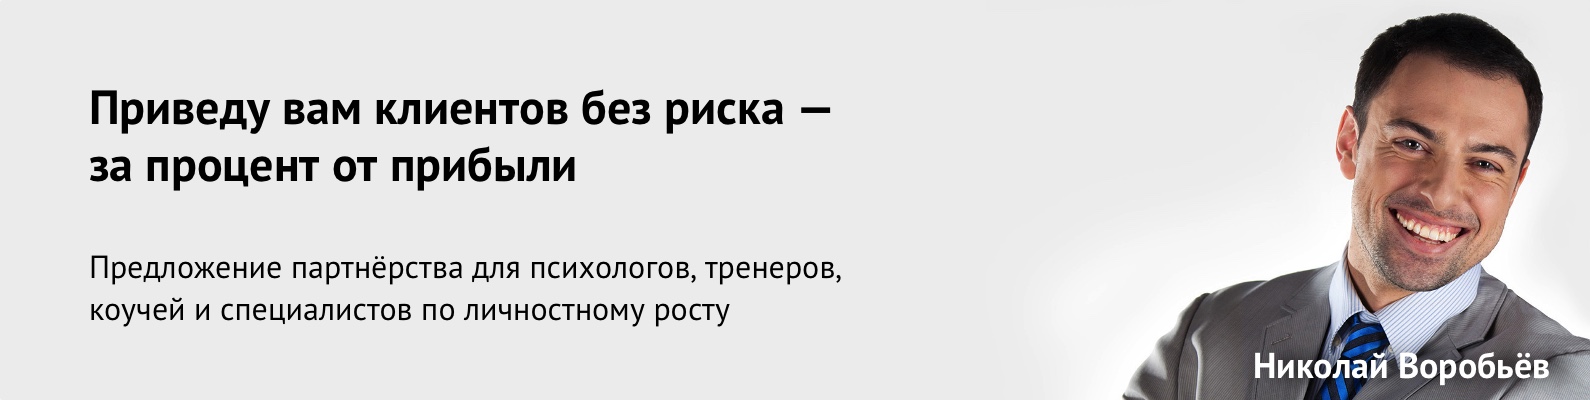 Приведу вам клиентов без риска —
за процент от прибыли
Предложение партнёрства для психологов, тренеров,
коучей и специалистов по личностному росту
Николай Воробьёв